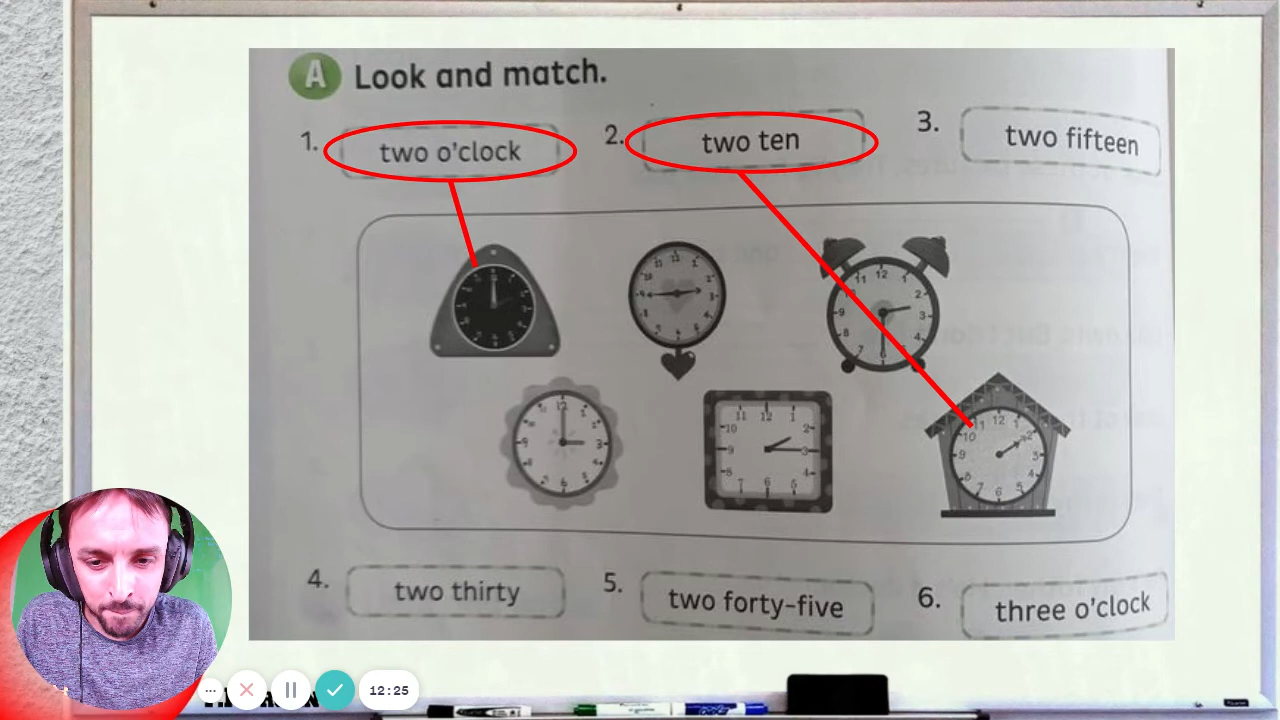 A Look and match.
1. two o'clock
2. two ten
3. two fifteen
4. two thirty
5. two forty-five
6. three o'clock
12:25